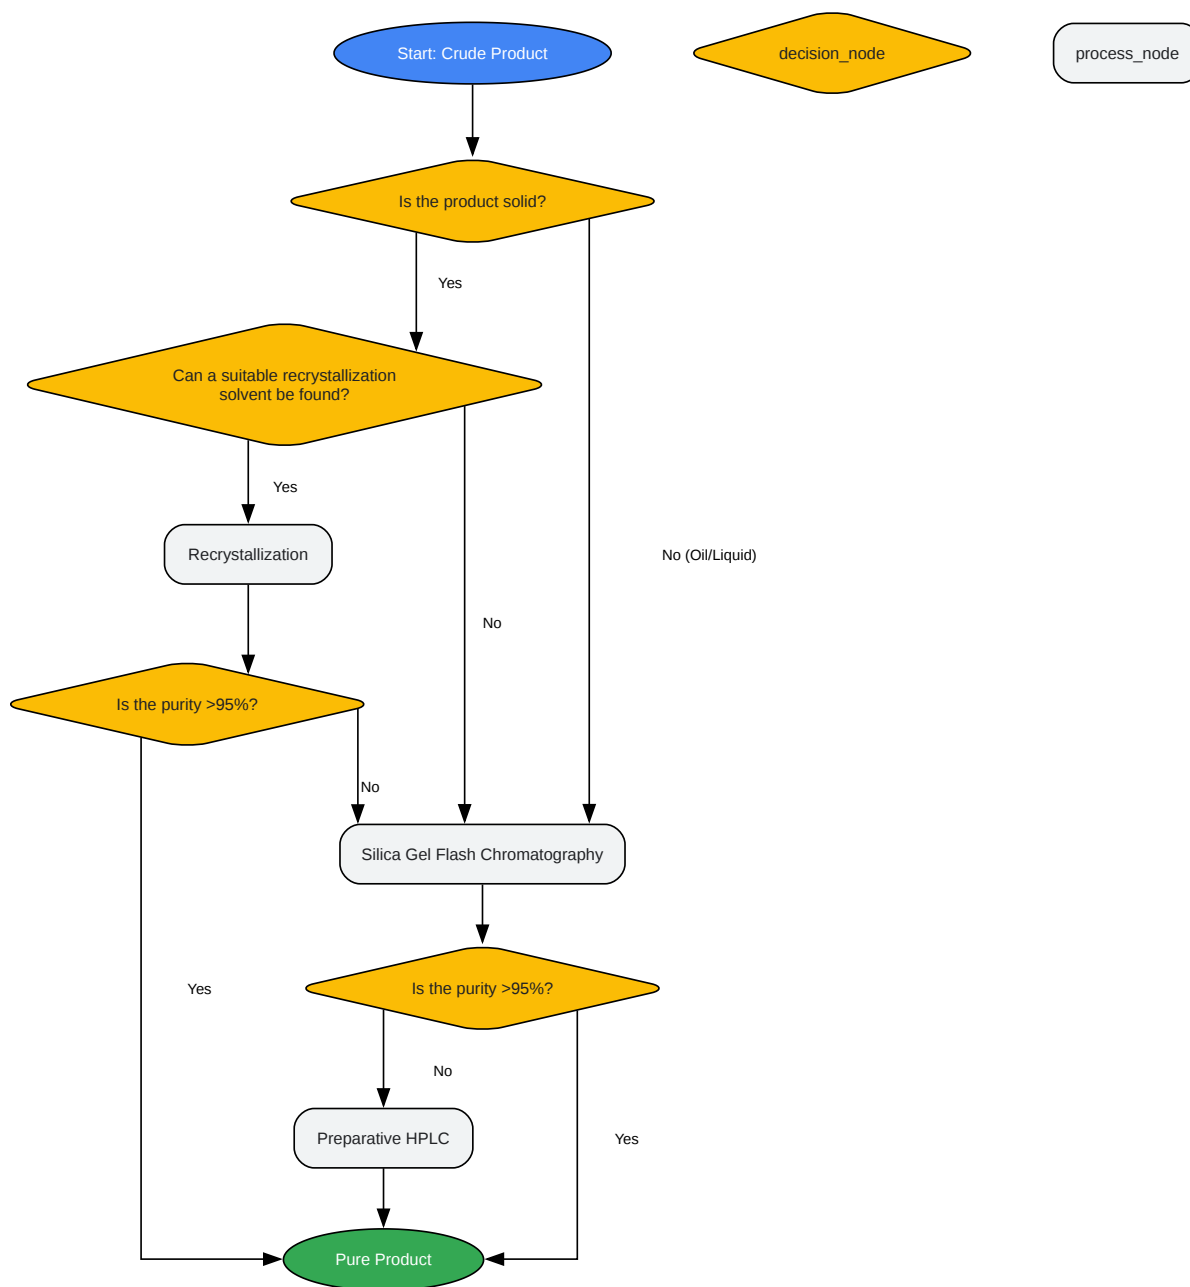 Start: Crude Product
decision_node
process_node
Is the product solid?
Yes
Can a suitable recrystallization
solvent be found?
Yes
Recrystallization
No (Oil/Liquid)
No
Is the purity >95%?
No
Silica Gel Flash Chromatography
Yes
Is the purity >95%?
No
Preparative HPLC
Yes
Pure Product